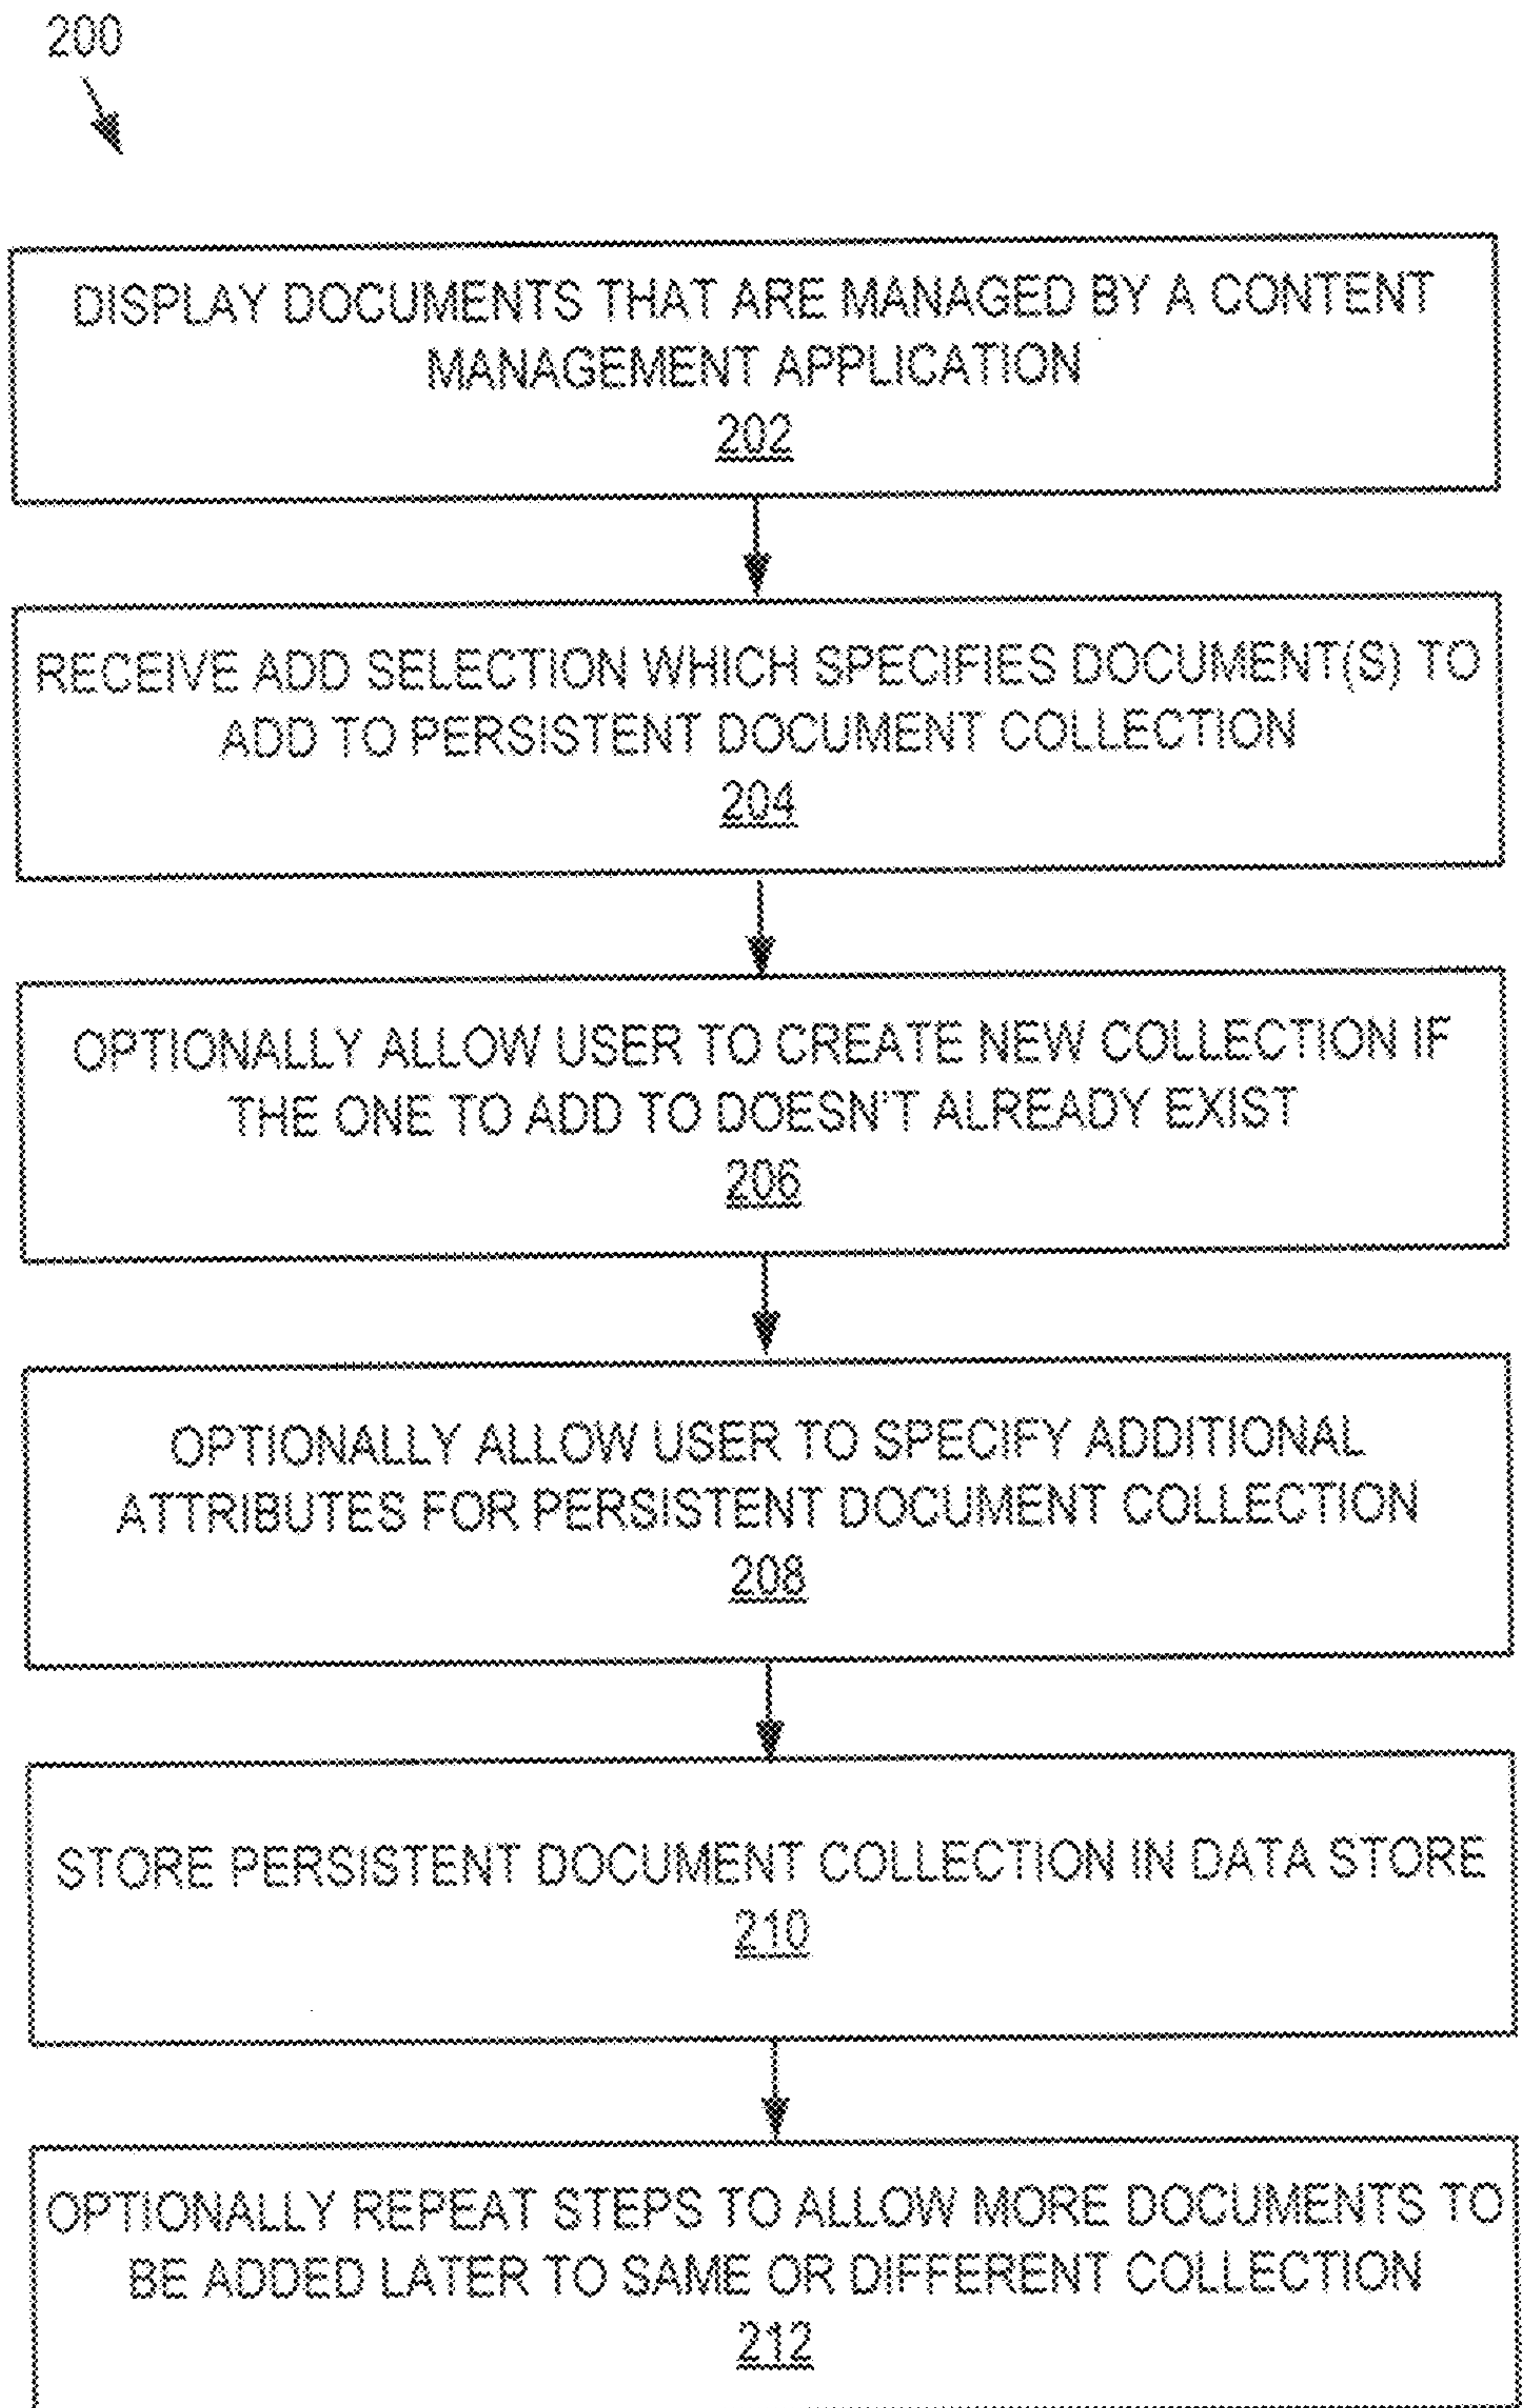 200
DISPLAY DOCUMENTS THAT ARE MANAGED BY A CONTENT
MANAGEMENT APPLICATION
202
RECEIVE ADD SELECTION WHICH SPECIFIES DOCUMENT(S) TO
ADD TO PERSISTENT DOCUMENT COLLECTION
204
OPTIONALLY ALLOW USER TO CREATE NEW COLLECTION IF
THE ONE TO ADD TO DOESN'T ALREADY EXIST
206
OPTIONALLY ALLOW USER TO SPECIFY ADDITIONAL
ATTRIBUTES FOR PERSISTENT DOCUMENT COLLECTION
208
STORE PERSISTENT DOCUMENT COLLECTION IN DATA STORE
210
OPTIONALLY REPEAT STEPS TO ALLOW MORE DOCUMENTS TO
BE ADDED LATER TO SAME OR DIFFERENT COLLECTION
212